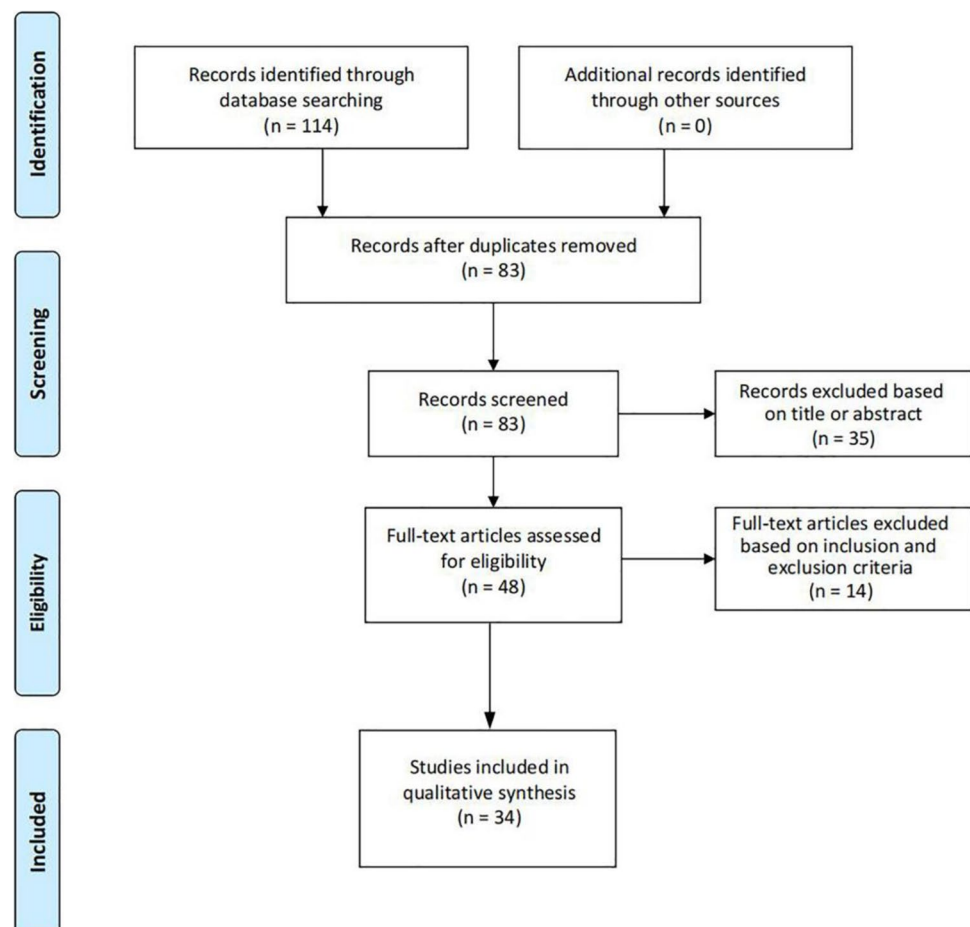 Identification
Records identified through
database searching
(n = 114)
Additional records identified
through other sources
(n = 0)
Records after duplicates removed
(n = 83)
Screening
Records screened
(n = 83)
Records excluded based
on title or abstract
(n = 35)
Eligibility
Full-text articles assessed
for eligibility
(n = 48)
Full-text articles excluded
based on inclusion and
exclusion criteria
(n = 14)
Included
Studies included in
qualitative synthesis
(n = 34)